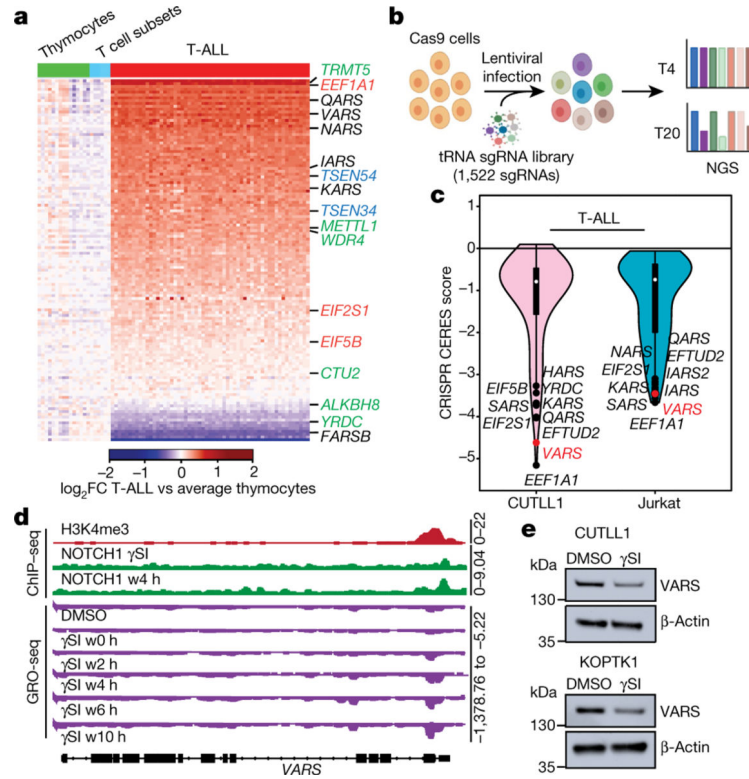 a
Thymocytes
T cell subsets
T-ALL
TRMT5
EEF1A1
QARS
VARS
NARS
IARS
TSEN54
KARS
TSEN34
METTL1
WDR4
EIF2S1
EIF5B
CTU2
ALKBH8
YRDC
FARSB
−2 −1 0 1 2
log2FC T-ALL vs average thymocytes
b
Cas9 cells
Lentiviral
infection
tRNA sgRNA library
(1,522 sgRNAs)
T4
T20
NGS
c
T-ALL
CRISPR CERES score
1
0
−1
−2
−3
−4
−5
HARS
EIF5B YRDC
SARS KARS
EIF2S1 QARS
EFTUD2
VARS
EEF1A1
QARS
NARS EFTUD2
EIF2S1 IARS2
KARS IARS
SARS VARS
EEF1A1
CUTLL1 Jurkat
d
ChIP–seq
H3K4me3
NOTCH1 γSI
NOTCH1 w4 h
0–22
0–9.04
GRO-seq
DMSO
γSI w0 h
γSI w2 h
γSI w4 h
γSI w6 h
γSI w10 h
−1,378.76 to −5.22
VARS
e
CUTLL1
kDa DMSO γSI
130
VARS
35
β-Actin
KOPTK1
kDa DMSO γSI
130
VARS
35
β-Actin